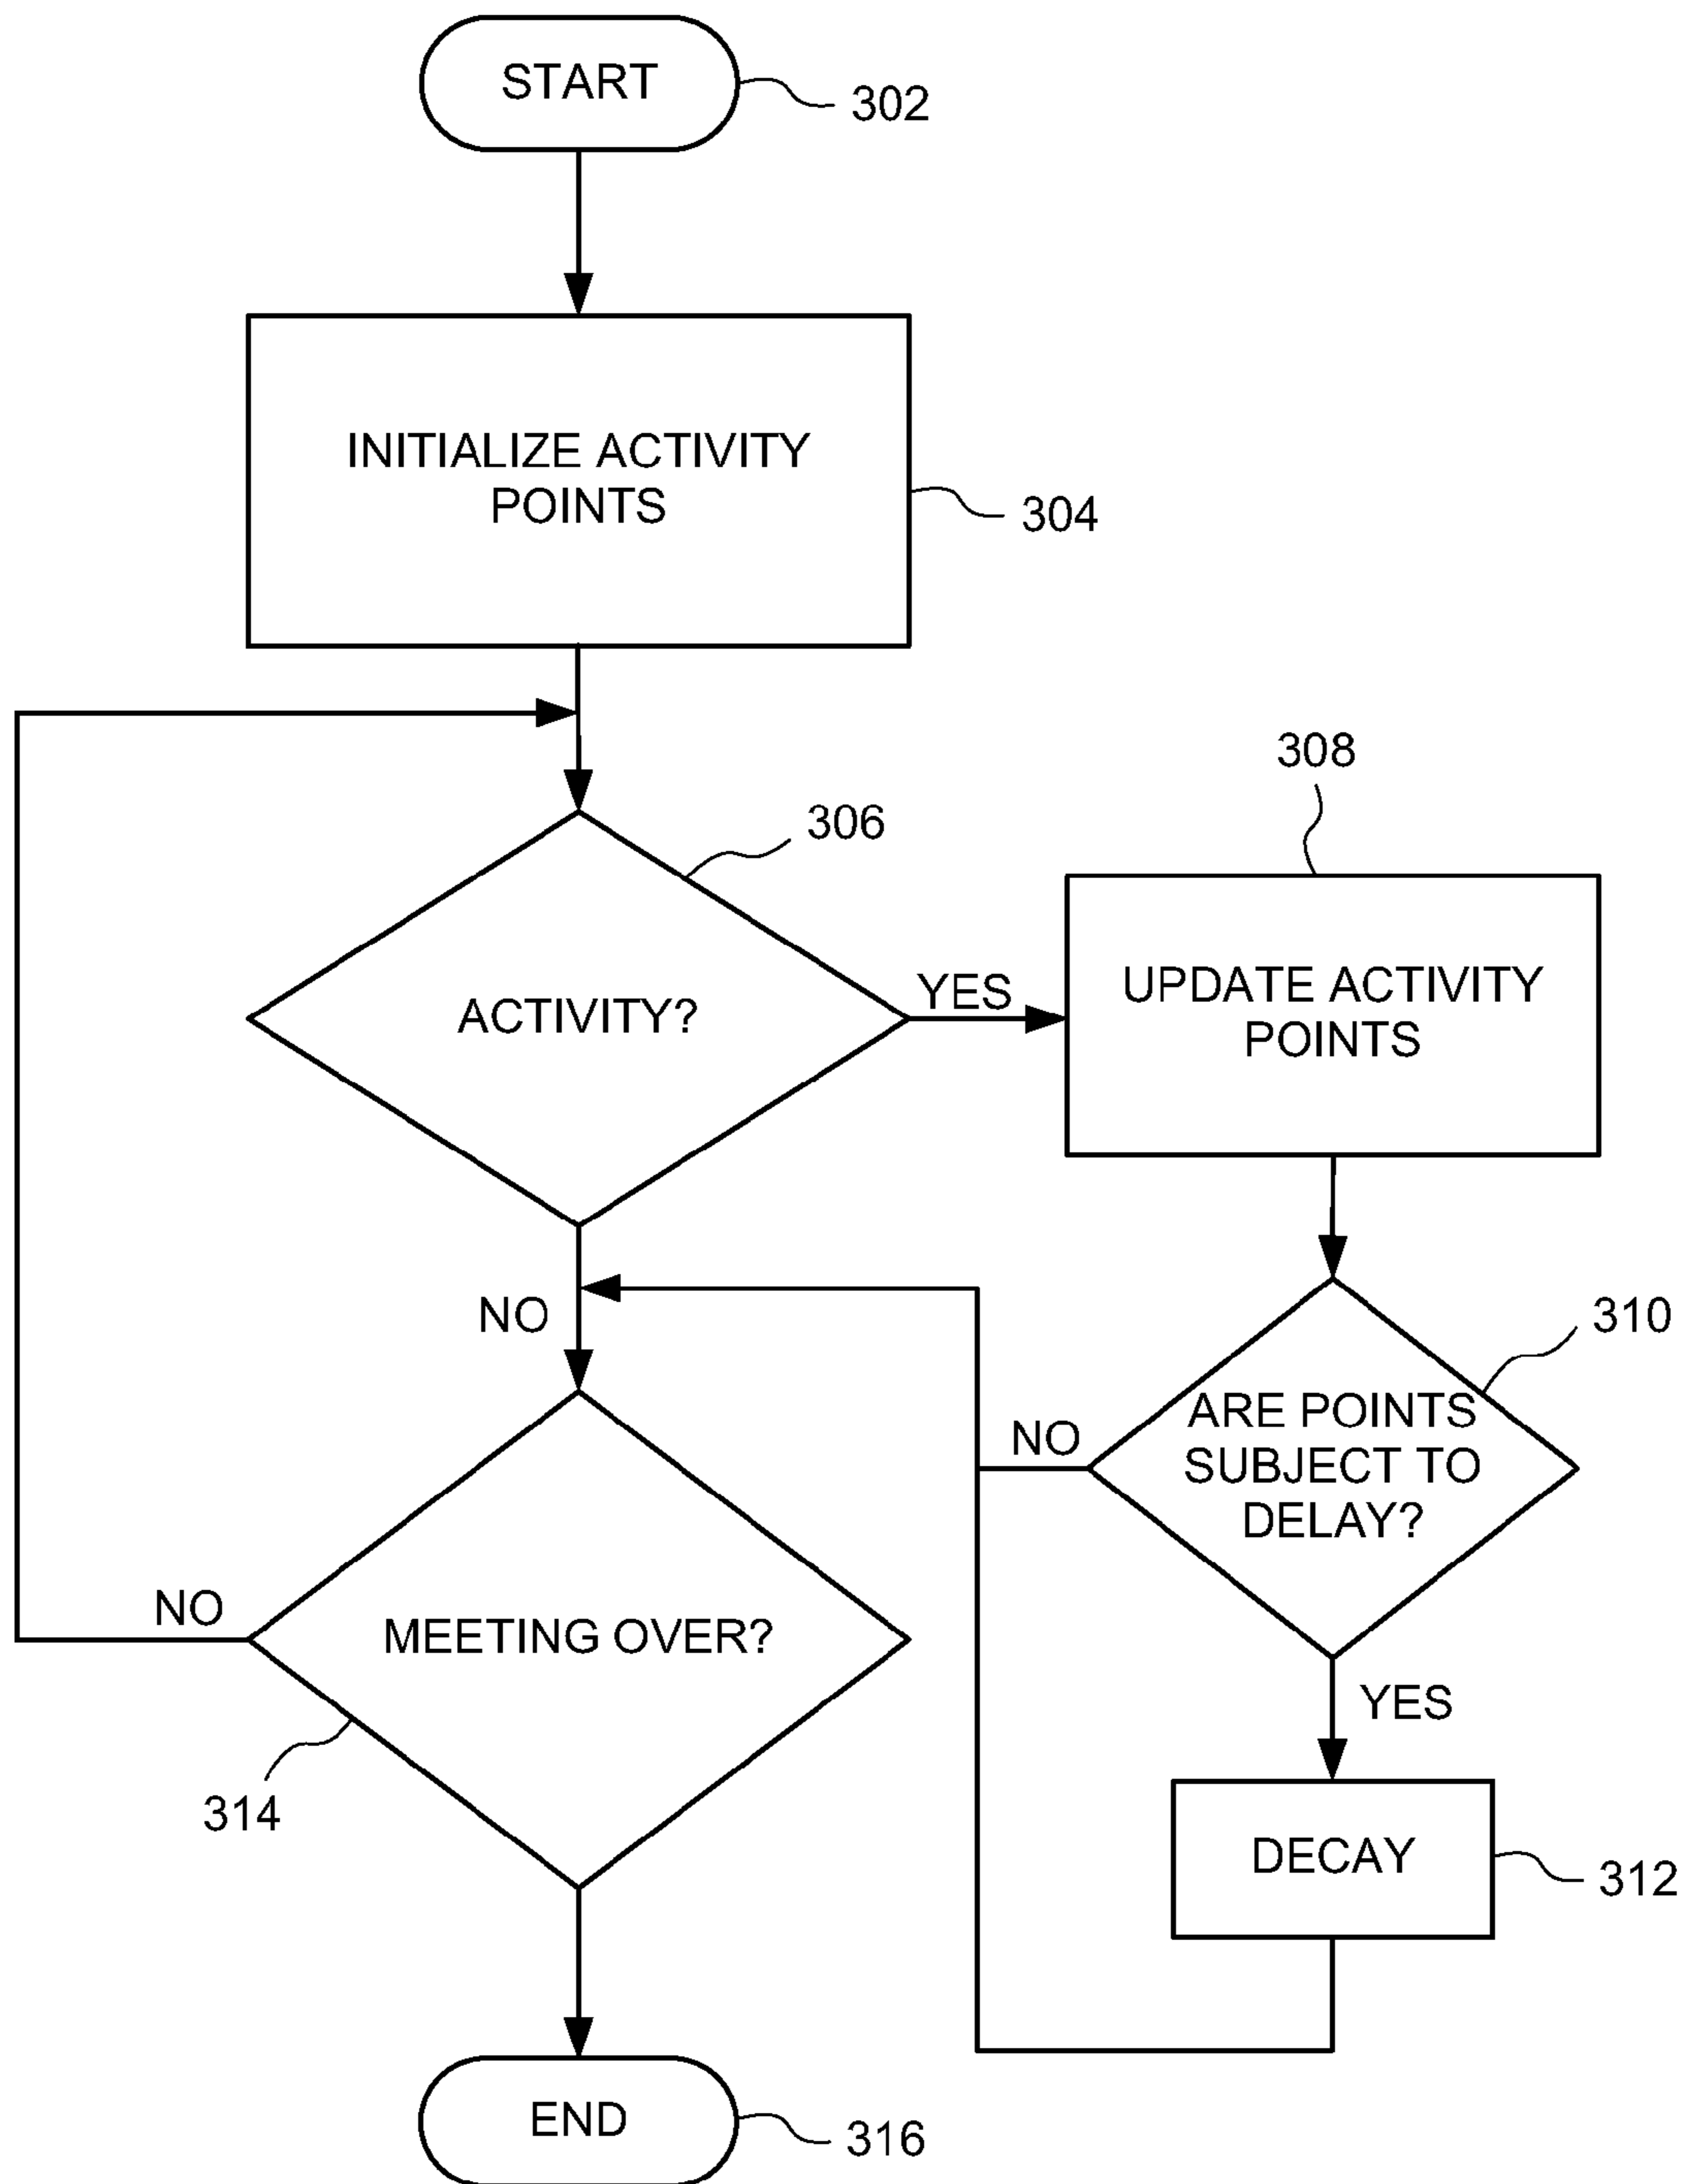 START
302
INITIALIZE ACTIVITY
POINTS
304
308
306
ACTIVITY?
YES
UPDATE ACTIVITY
POINTS
NO
310
ARE POINTS
SUBJECT TO
DELAY?
NO
NO
MEETING OVER?
YES
314
DECAY
312
END
316